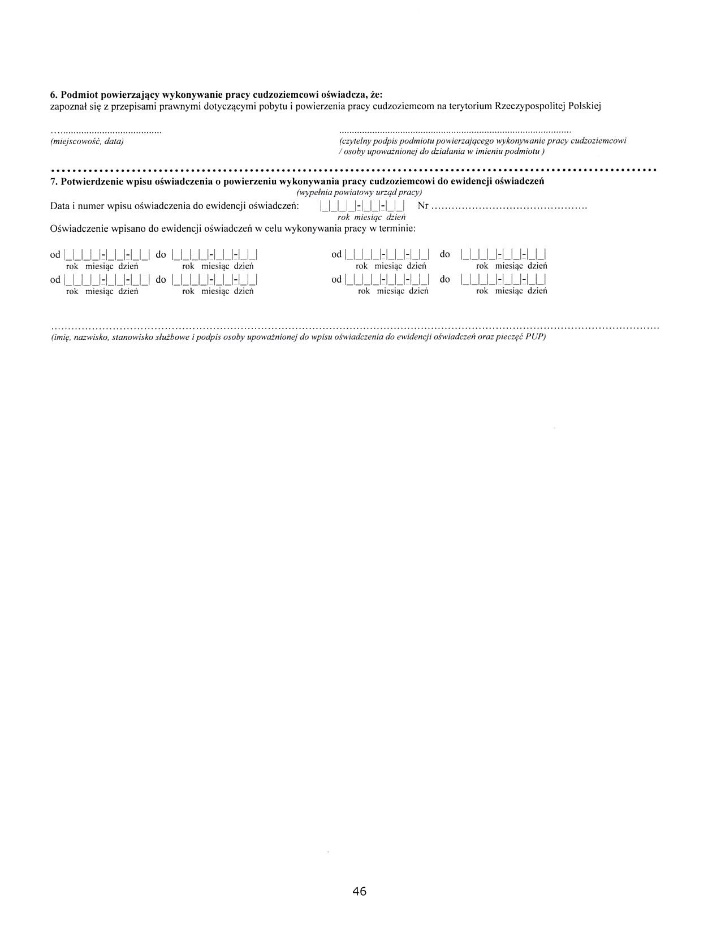 6. Podmiot powierzający wykonywanie pracy cudzoziemcowi oświadcza, że:
zapoznał się z przepisami prawnymi dotyczącymi pobytu i powierzenia pracy cudzoziemcom na terytorium Rzeczypospolitej Polskiej
.......................................... ..............................................................................
(miejscowość, data) (czytelny podpis podmiotu powierzającego wykonywanie pracy cudzoziemcowi
/ osoby upoważnionej do działania w imieniu podmiotu )
7. Potwierdzenie wpisu oświadczenia o powierzeniu wykonywania pracy cudzoziemcowi do ewidencji oświadczeń
(wypełnia powiatowy urząd pracy)
Data i numer wpisu oświadczenia do ewidencji oświadczeń: |_|_|_|_|-|_|_|-|_|_| Nr ..............................................
rok miesiąc dzień
Oświadczenie wpisano do ewidencji oświadczeń w celu wykonywania pracy w terminie:
od |_|_|_|_|-|_|_|-|_|_| do |_|_|_|_|-|_|_|-|_|_| od |_|_|_|_|-|_|_|-|_|_| do |_|_|_|_|-|_|_|-|_|_|
rok miesiąc dzień rok miesiąc dzień rok miesiąc dzień rok miesiąc dzień
od |_|_|_|_|-|_|_|-|_|_| do |_|_|_|_|-|_|_|-|_|_| od |_|_|_|_|-|_|_|-|_|_| do |_|_|_|_|-|_|_|-|_|_|
rok miesiąc dzień rok miesiąc dzień rok miesiąc dzień rok miesiąc dzień
(imię, nazwisko, stanowisko służbowe i podpis osoby upoważnionej do wpisu oświadczenia do ewidencji oświadczeń oraz pieczęć PUP)
46